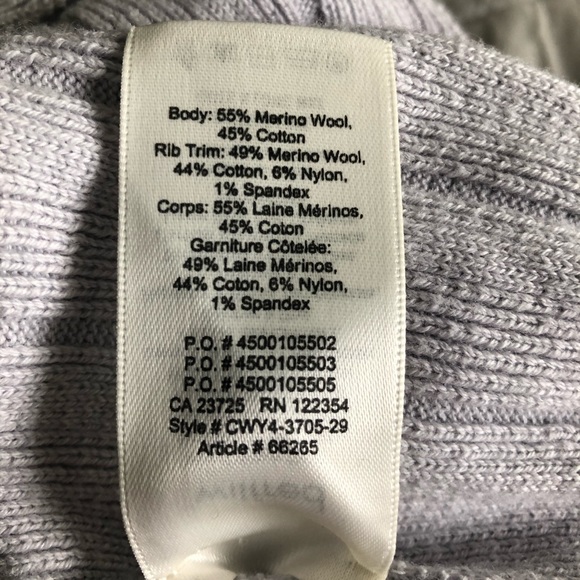 Body: 55% Merino Wool,
45% Cotton
Rib Trim: 49% Merino Wool,
44% Cotton, 6% Nylon,
1% Spandex
Corps: 55% Laine Mérinos,
45% Coton
Garniture Côtelée:
49% Laine Mérinos,
44% Coton, 6% Nylon,
1% Spandex
P.O. # 4500105502
P.O. # 4500105503
P.O. # 4500105505
CA 23725 RN 122354
Style # CWY4-3705-29
Article # 66265